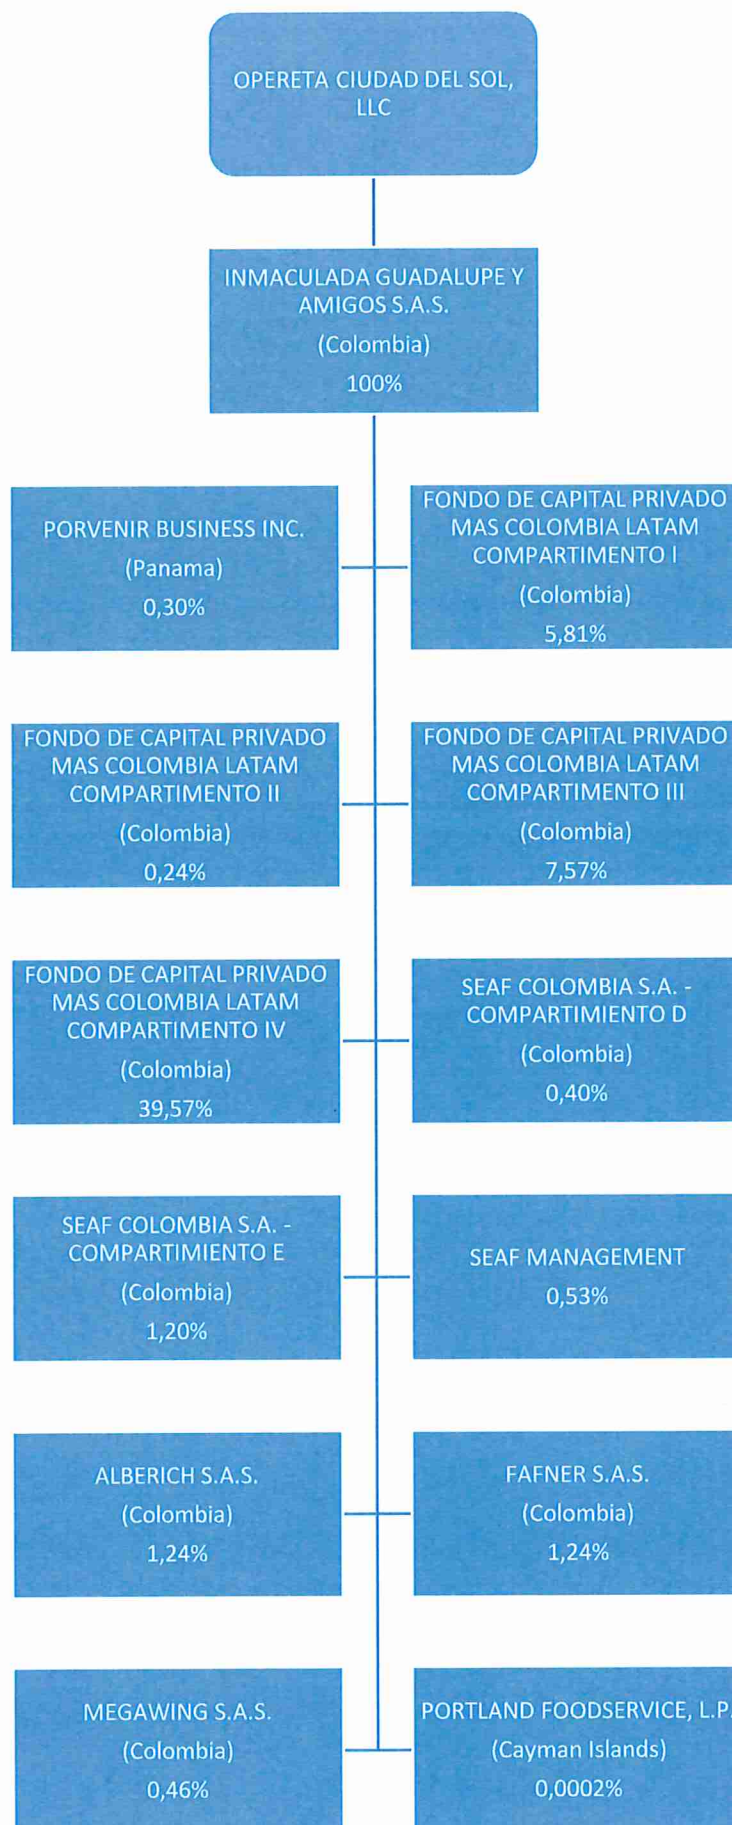 OPERETA CIUDAD DEL SOL,
LLC
INMACULADA GUADALUPE Y
AMIGOS S.A.S.
(Colombia)
100%
PORVENIR BUSINESS INC.
(Panama)
0,30%
FONDO DE CAPITAL PRIVADO
MAS COLOMBIA LATAM
COMPARTIMENTO I
(Colombia)
5,81%
FONDO DE CAPITAL PRIVADO
MAS COLOMBIA LATAM
COMPARTIMENTO II
(Colombia)
0,24%
FONDO DE CAPITAL PRIVADO
MAS COLOMBIA LATAM
COMPARTIMENTO III
(Colombia)
7,57%
FONDO DE CAPITAL PRIVADO
MAS COLOMBIA LATAM
COMPARTIMENTO IV
(Colombia)
39,57%
SEAF COLOMBIA S.A. -
COMPARTIMIENTO D
(Colombia)
0,40%
SEAF COLOMBIA S.A. -
COMPARTIMIENTO E
(Colombia)
1,20%
SEAF MANAGEMENT
0,53%
ALBERICH S.A.S.
(Colombia)
1,24%
FAFNER S.A.S.
(Colombia)
1,24%
MEGAWING S.A.S.
(Colombia)
0,46%
PORTLAND FOODSERVICE, L.P.
(Cayman Islands)
0,0002%